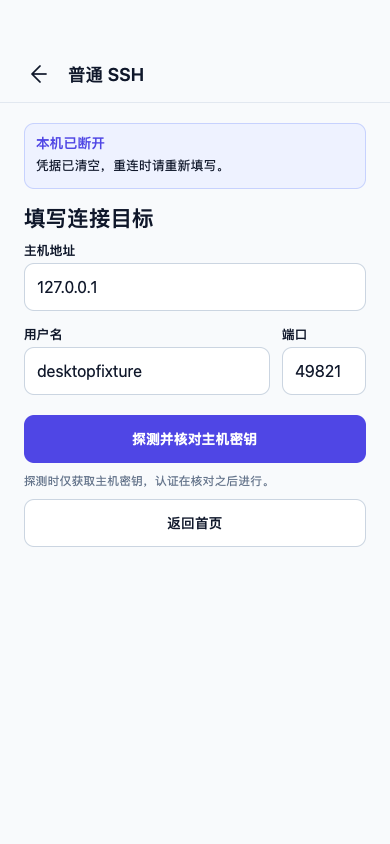 普通 SSH
本机已断开
凭据已清空，重连时请重新填写。
填写连接目标
主机地址
127.0.0.1
用户名
端口
desktopfixture
49821
探测并核对主机密钥
探测时仅获取主机密钥，认证在核对之后进行。
返回首页